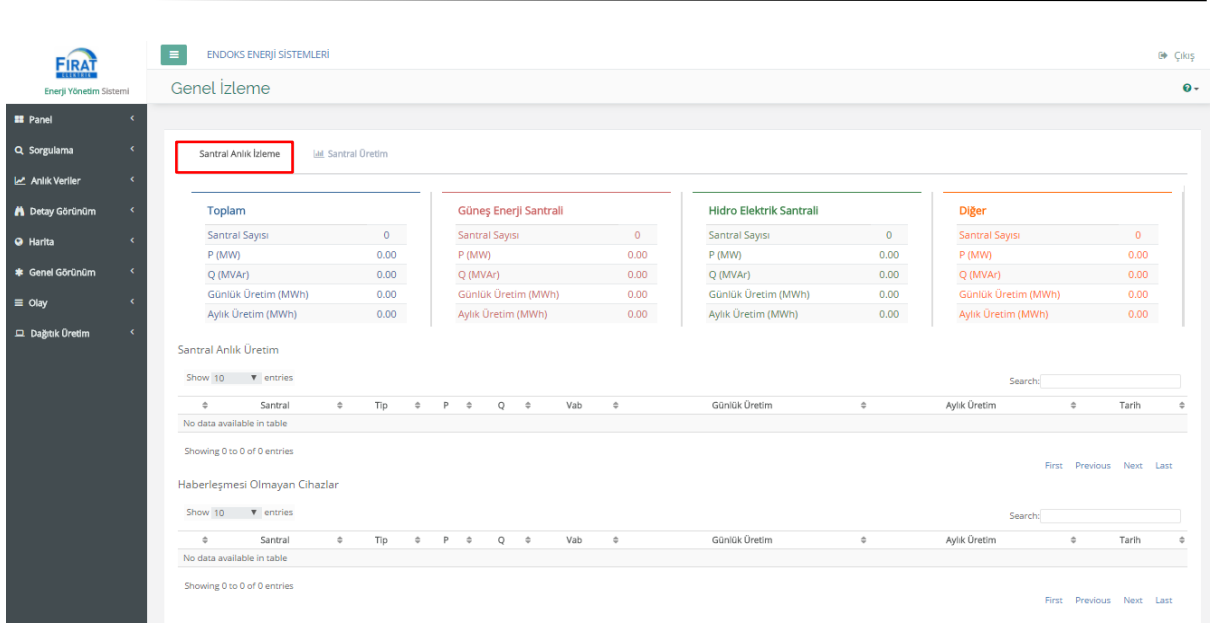 FIRAT
ELEKTRİK
Enerji Yönetim Sistemi
ENDOKS ENERJİ SİSTEMLERİ
Çıkış
Genel İzleme
Panel
Sorgulama
Anlık Veriler
Detay Görünüm
Harita
Genel Görünüm
Olay
Dağıtık Üretim
Santral Anlık İzleme Santral Üretim
Toplam Güneş Enerji Santrali Hidro Elektrik Santrali Diğer
Santral Sayısı 0 Santral Sayısı 0 Santral Sayısı 0 Santral Sayısı 0
P (MW) 0.00 P (MW) 0.00 P (MW) 0.00 P (MW) 0.00
Q (MVAr) 0.00 Q (MVAr) 0.00 Q (MVAr) 0.00 Q (MVAr) 0.00
Günlük Üretim (MWh) 0.00 Günlük Üretim (MWh) 0.00 Günlük Üretim (MWh) 0.00 Günlük Üretim (MWh) 0.00
Aylık Üretim (MWh) 0.00 Aylık Üretim (MWh) 0.00 Aylık Üretim (MWh) 0.00 Aylık Üretim (MWh) 0.00
Santral Anlık Üretim
Show 10 entries Search:
Santral Tip P Q Vab Günlük Üretim Aylık Üretim Tarih
No data available in table
Showing 0 to 0 of 0 entries
First Previous Next Last
Haberleşmesi Olmayan Cihazlar
Show 10 entries Search:
Santral Tip P Q Vab Günlük Üretim Aylık Üretim Tarih
No data available in table
Showing 0 to 0 of 0 entries
First Previous Next Last